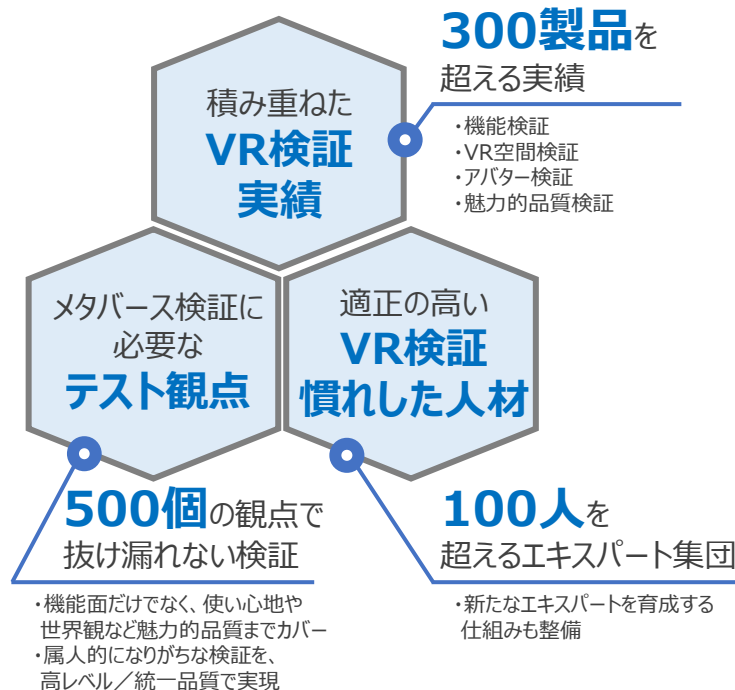 積み重ねた
VR検証
実績
300製品を
超える実績
・機能検証
・VR空間検証
・アバター検証
・魅力的品質検証
メタバース検証に
必要な
テスト観点
適正の高い
VR検証
慣れした人材
500個の観点で
抜け漏れない検証
・機能面だけでなく、使い心地や
世界観など魅力的品質までカバー
・属人的になりがちな検証を、
高レベル／統一品質で実現
100人を
超えるエキスパート集団
・新たなエキスパートを育成する
仕組みも整備